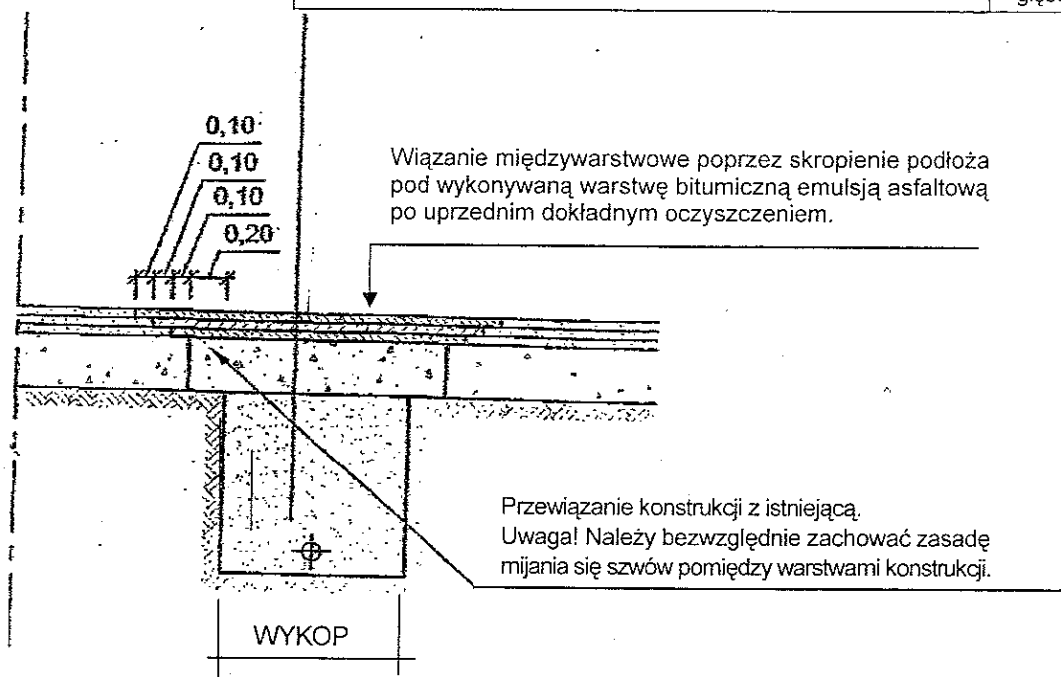 0,10
0,10
0,10
0,20
Wiązanie międzywarstwowe poprzez skropienie podłoża
pod wykonywaną warstwę bitumiczną emulsją asfaltową
po uprzednim dokładnym oczyszczeniem.
Przewiązanie konstrukcji z istniejącą.
Uwaga! Należy bezwzględnie zachować zasadę
mijania się szwów pomiędzy warstwami konstrukcji.
WYKOP